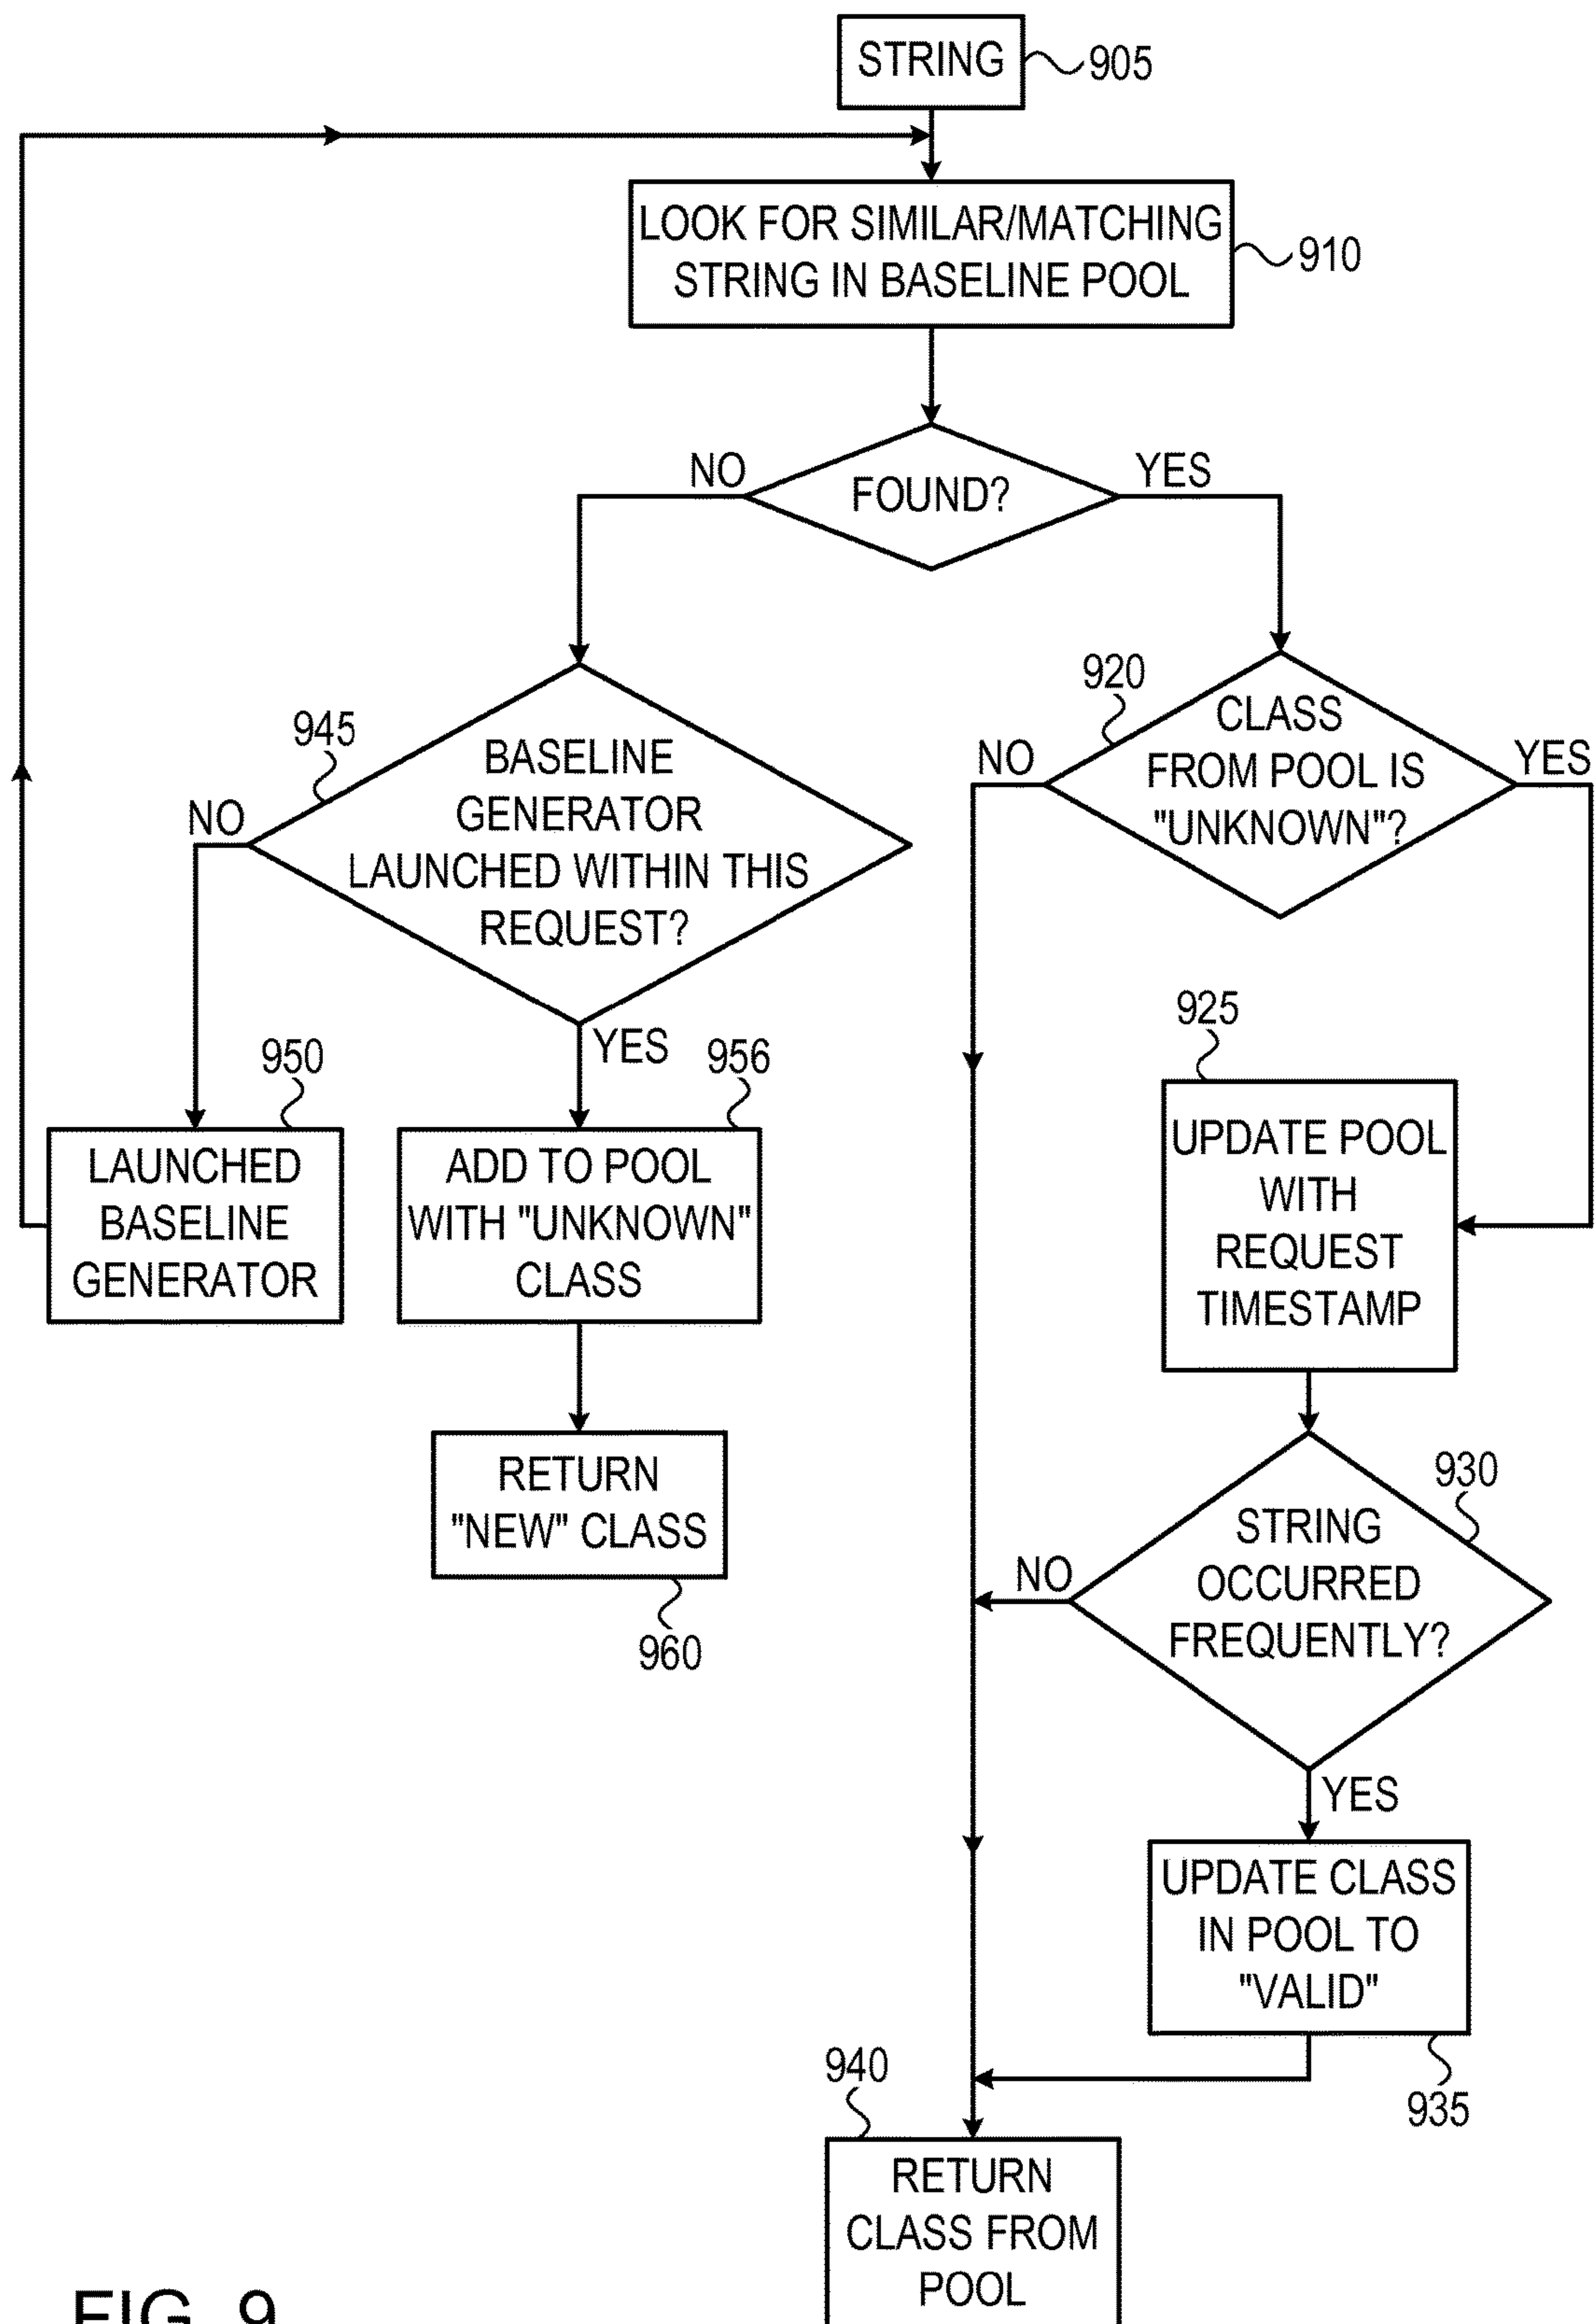 STRING
905
LOOK FOR SIMILAR/MATCHING
STRING IN BASELINE POOL
910
NO
FOUND?
YES
920
CLASS
FROM POOL IS
"UNKNOWN"?
NO
YES
945
BASELINE
GENERATOR
LAUNCHED WITHIN THIS
REQUEST?
NO
YES
925
UPDATE POOL
WITH
REQUEST
TIMESTAMP
950
LAUNCHED
BASELINE
GENERATOR
956
ADD TO POOL
WITH "UNKNOWN"
CLASS
RETURN
"NEW" CLASS
960
930
STRING
OCCURRED
FREQUENTLY?
NO
YES
UPDATE CLASS
IN POOL TO
"VALID"
935
940
RETURN
CLASS FROM
POOL
FIG. 9